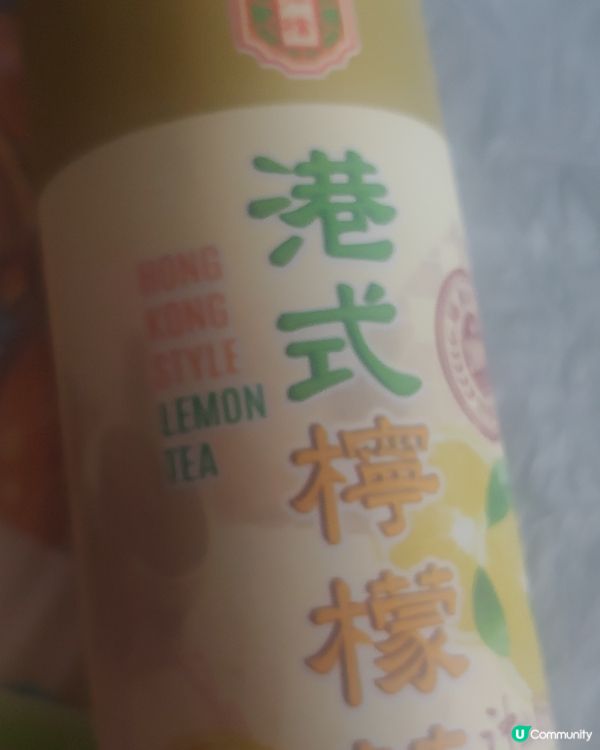 港式檸檬
HONG
KONG
STYLE
LEMON
TEA
U Community